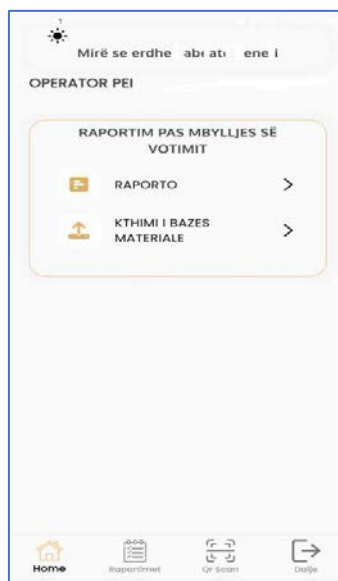 Mirë se erdhe
OPERATOR PEI
RAPORTIM PAS MBYLLJES SË
VOTIMIT
RAPORTO
KTHIMI I BAZES
MATERIALE
Home
Raportimet
Qr Scan
Dalje